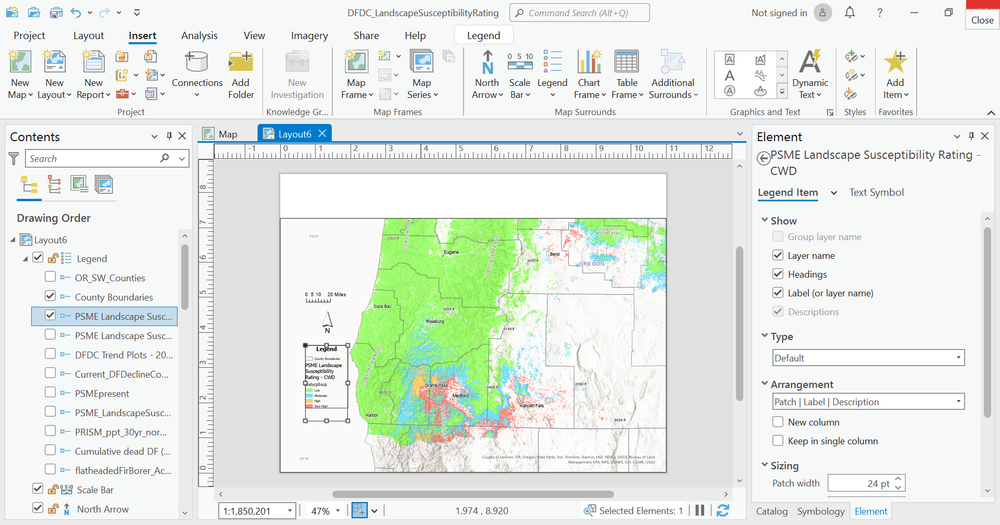 DFDC_LandscapeSusceptibilityRating
Command Search (Alt+Q)
Not signed in
?
Close
Project
Layout
Insert
Analysis
View
Imagery
Share
Help
Legend
New Map
New Layout
New Report
Connections
Add Folder
New Investigation
Map Frame
Map Series
North Arrow
Scale Bar
Legend
Chart Frame
Table Frame
Additional Surrounds
Dynamic Text
Add Item
Project
Knowledge Gr...
Map Frames
Map Surrounds
Graphics and Text
Styles
Favorites
Contents
Search
Drawing Order
Layout6
Legend
OR_SW_Counties
County Boundaries
PSME Landscape Susc...
PSME Landscape Susc...
DFDC Trend Plots - 20...
Current_DFDeclineCo...
PSMEpresent
PSME_LandscapeSusc...
PRISM_ppt_30yr_nor...
Cumulative dead DF (...
flatheadedFirBorer_Ac...
Scale Bar
North Arrow
Map
Layout6
-1 0 1 2 3 4 5 6 7 8 9 10 11 12
8
7
6
5
4
3
2
1
0
3225
2302 ft
COASTAL RA
Eugene
CASCADE RANGE
9055 ft
Bend
OCHOCO
MOUNTAINS
OREGON
7171
0 5 10 20 Miles
N
Coos Bay
4264 ft
Roseburg
9149 ft
COASTAL RANGES
Legend
County Boundaries
PSME Landscape
Susceptibility
Rating - CWD
ndscpSscp
Low
Moderate
High
Very High
4626 ft
Grants Pass
Medford
9499 ft
8366 ft
Klamath Falls
7052 ft
Harbor
8458 ft
3419
County of Jackson, OR, Oregon State Parks, Esri, TomTom, Garmin, FAO, NOAA, USGS, Bureau of Land
Management, EPA, NPS, USFWS, Esri, CGIAR, USGS
1:1,850,201
47%
1.974 , 8.920
Selected Elements: 1
Element
PSME Landscape Susceptibility Rating -
CWD
Legend Item
Text Symbol
Show
Group layer name
Layer name
Headings
Label (or layer name)
Descriptions
Type
Default
Arrangement
Patch | Label | Description
New column
Keep in single column
Sizing
Patch width
24 pt
Catalog
Symbology
Element